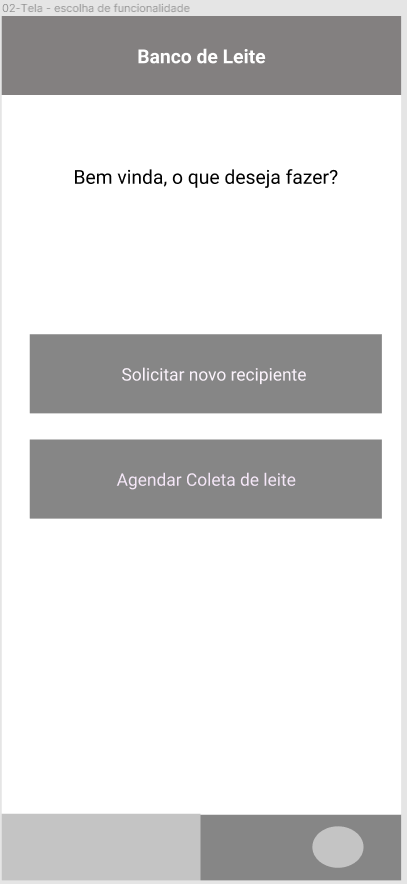 02-Tela - escolha de funcionalidade
Banco de Leite
Bem vinda, o que deseja fazer?
Solicitar novo recipiente
Agendar Coleta de leite